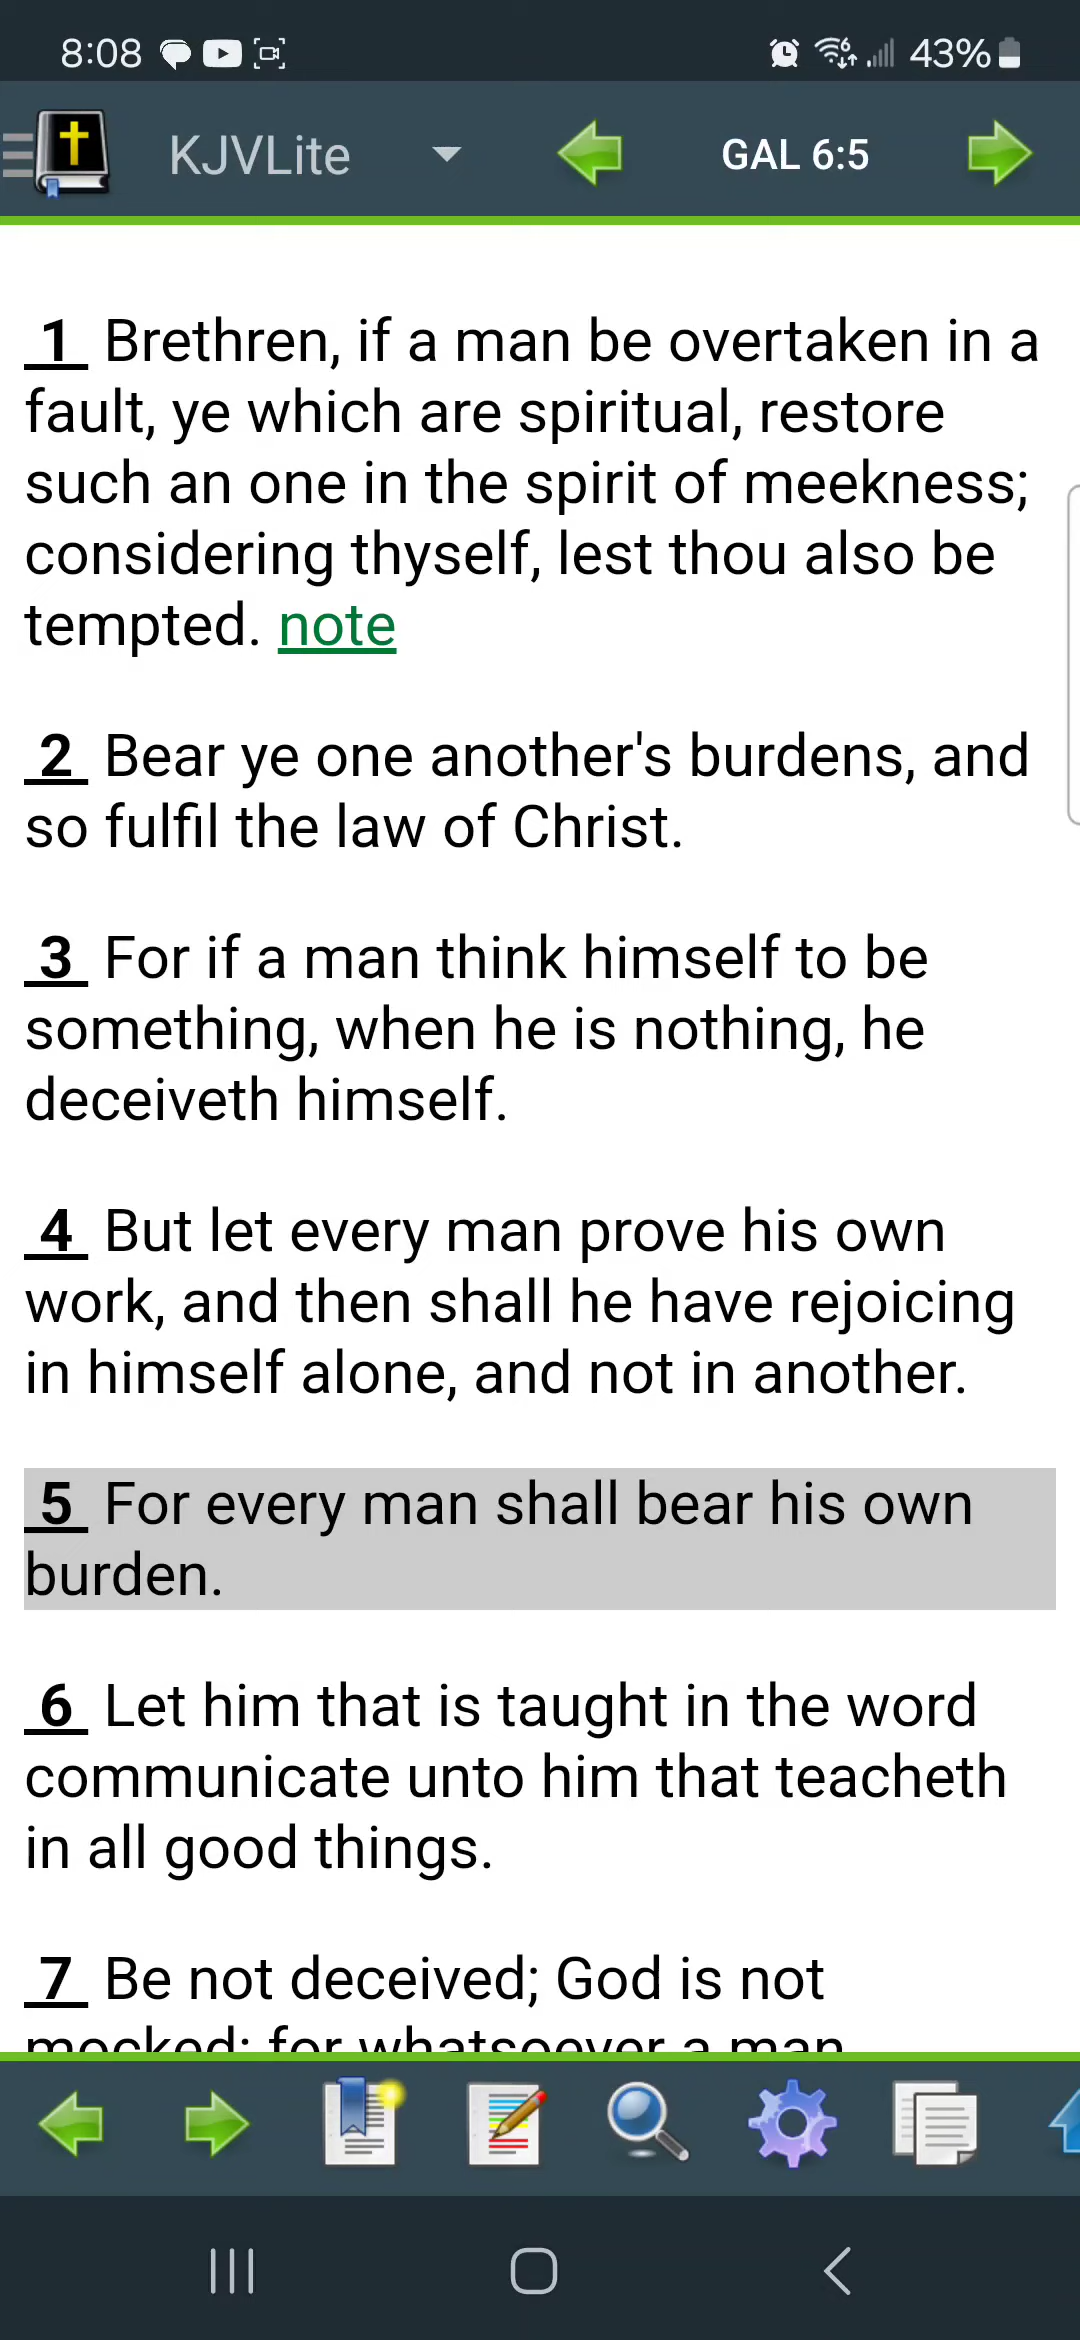 8:08
43%
KJVLite
GAL 6:5
1 Brethren, if a man be overtaken in a
fault, ye which are spiritual, restore
such an one in the spirit of meekness;
considering thyself, lest thou also be
tempted. note
2 Bear ye one another's burdens, and
so fulfil the law of Christ.
3 For if a man think himself to be
something, when he is nothing, he
deceiveth himself.
4 But let every man prove his own
work, and then shall he have rejoicing
in himself alone, and not in another.
5 For every man shall bear his own
burden.
6 Let him that is taught in the word
communicate unto him that teacheth
in all good things.
7 Be not deceived; God is not
mocked: for whatsoever a man